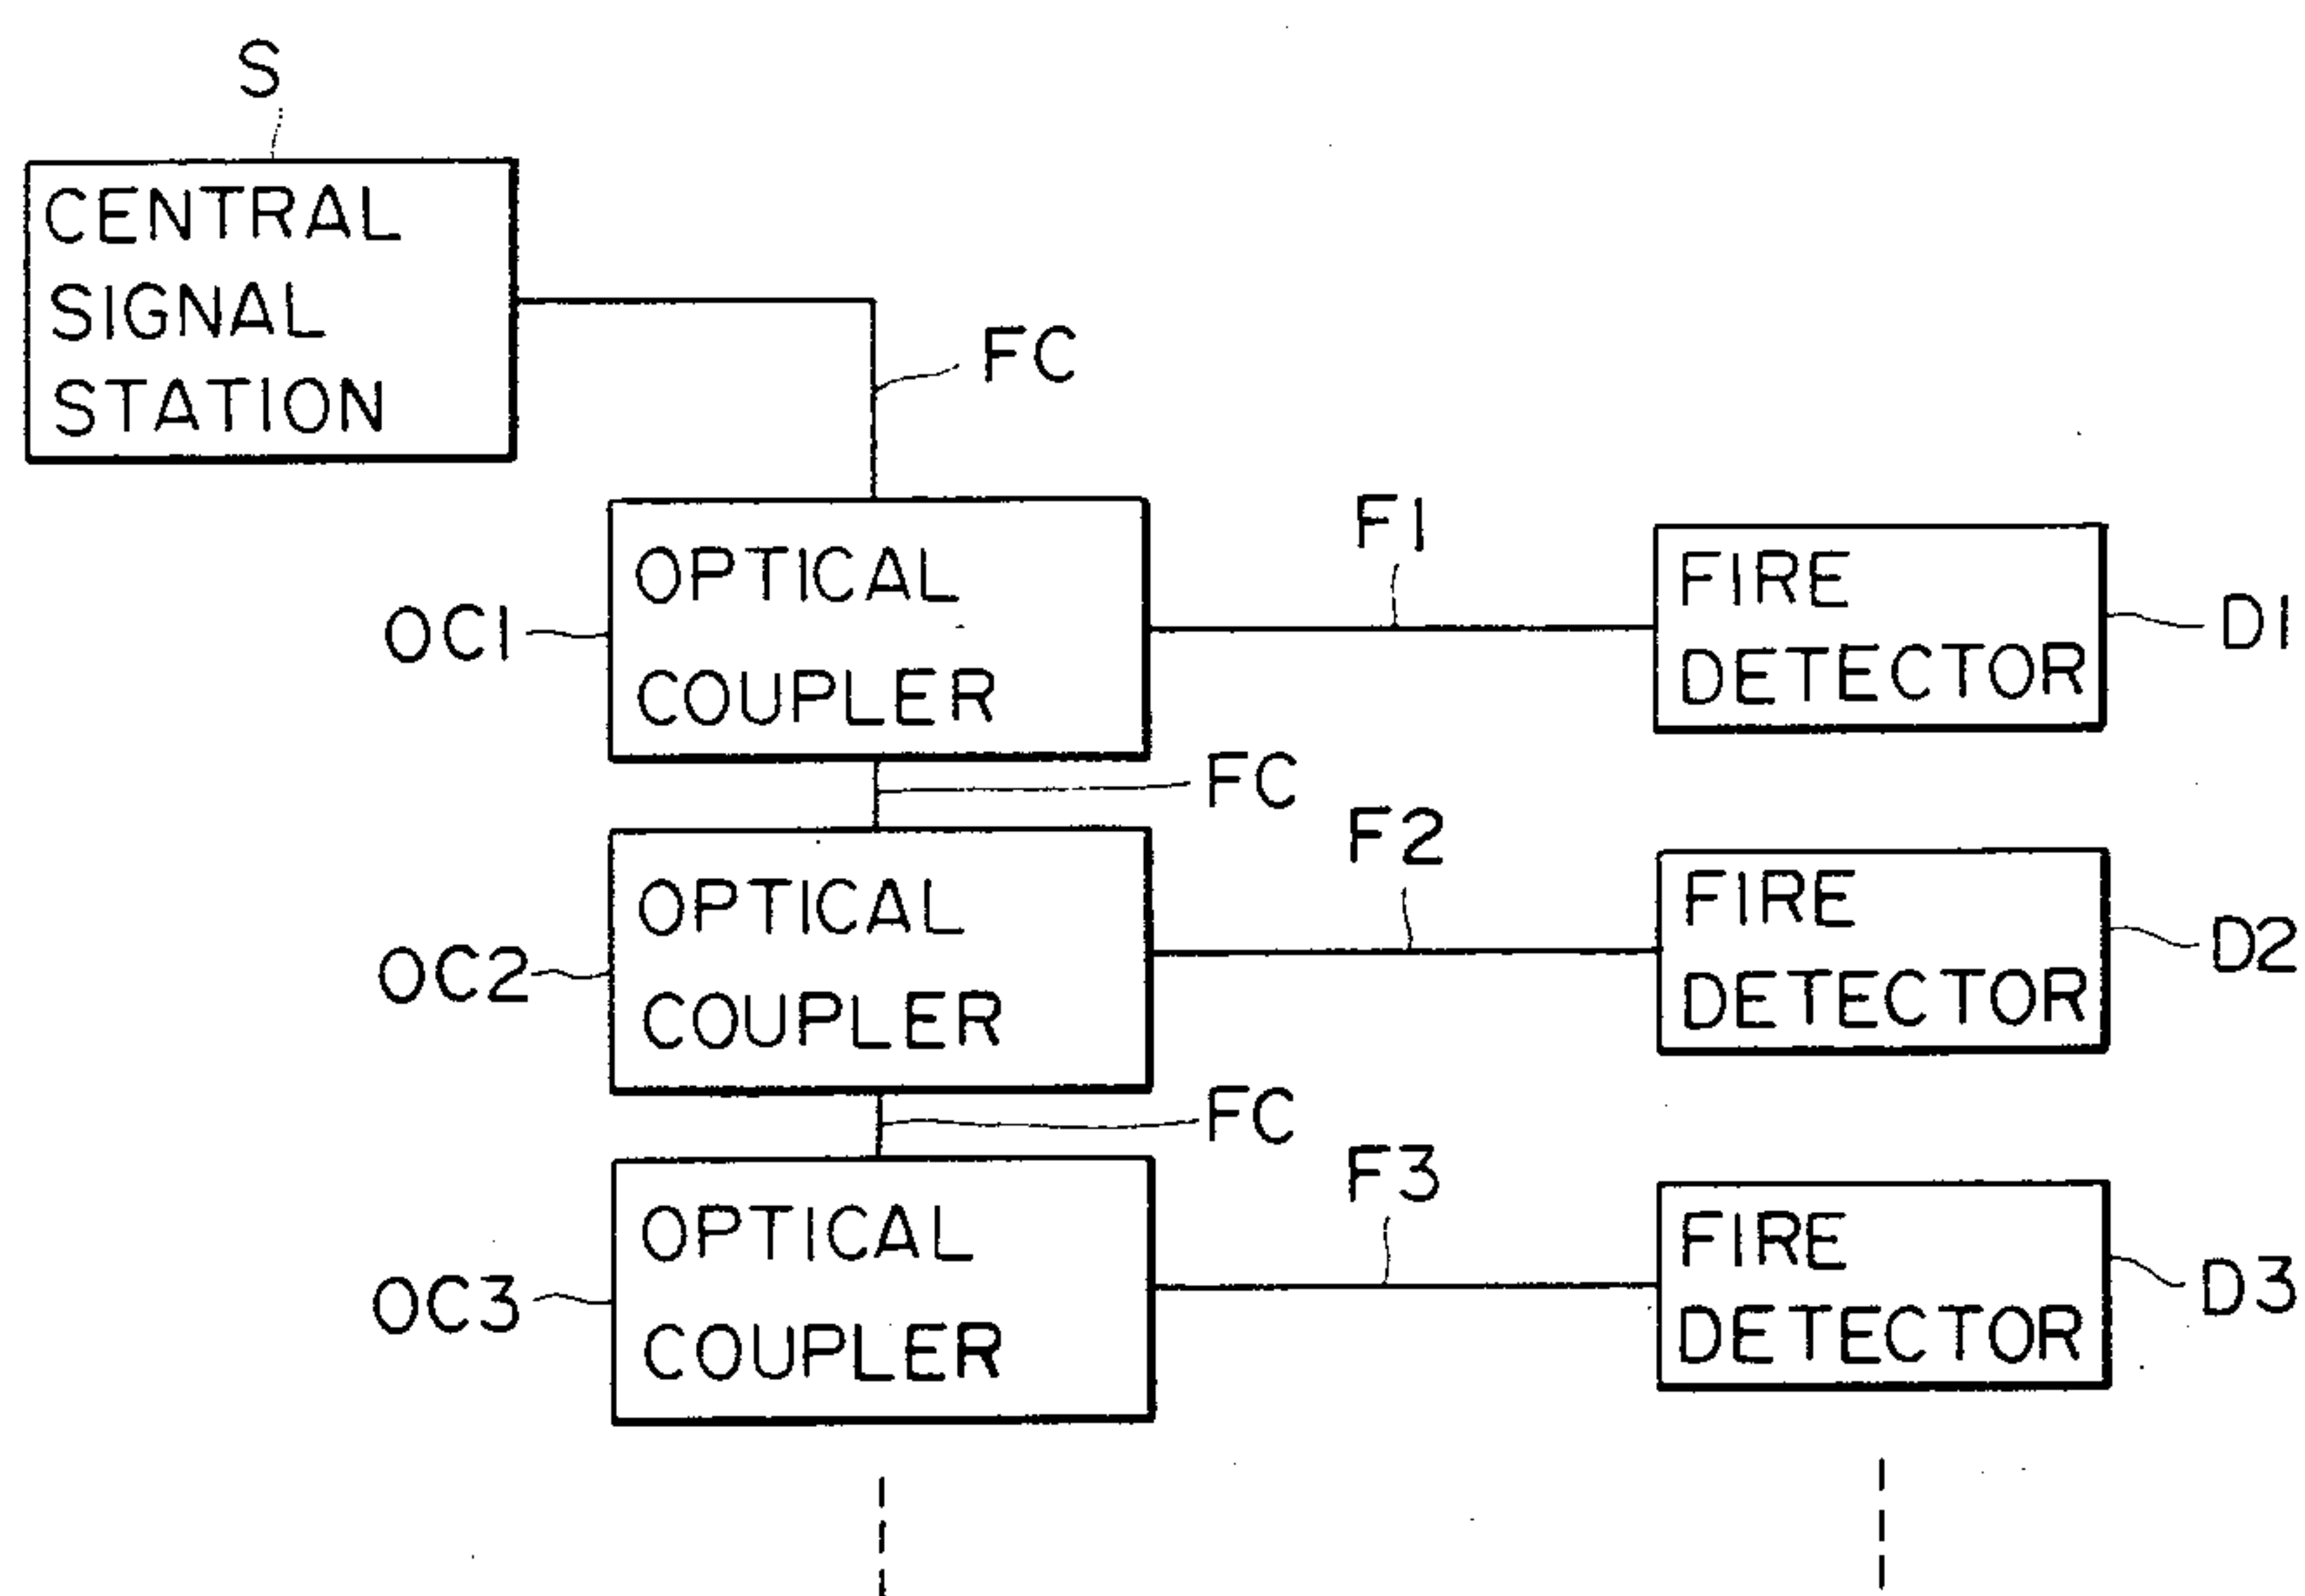 S
CENTRAL
SIGNAL
STATION
FC
OC1
OPTICAL
COUPLER
F1
FIRE
DETECTOR
D1
FC
OC2
OPTICAL
COUPLER
F2
FIRE
DETECTOR
D2
FC
OC3
OPTICAL
COUPLER
F3
FIRE
DETECTOR
D3